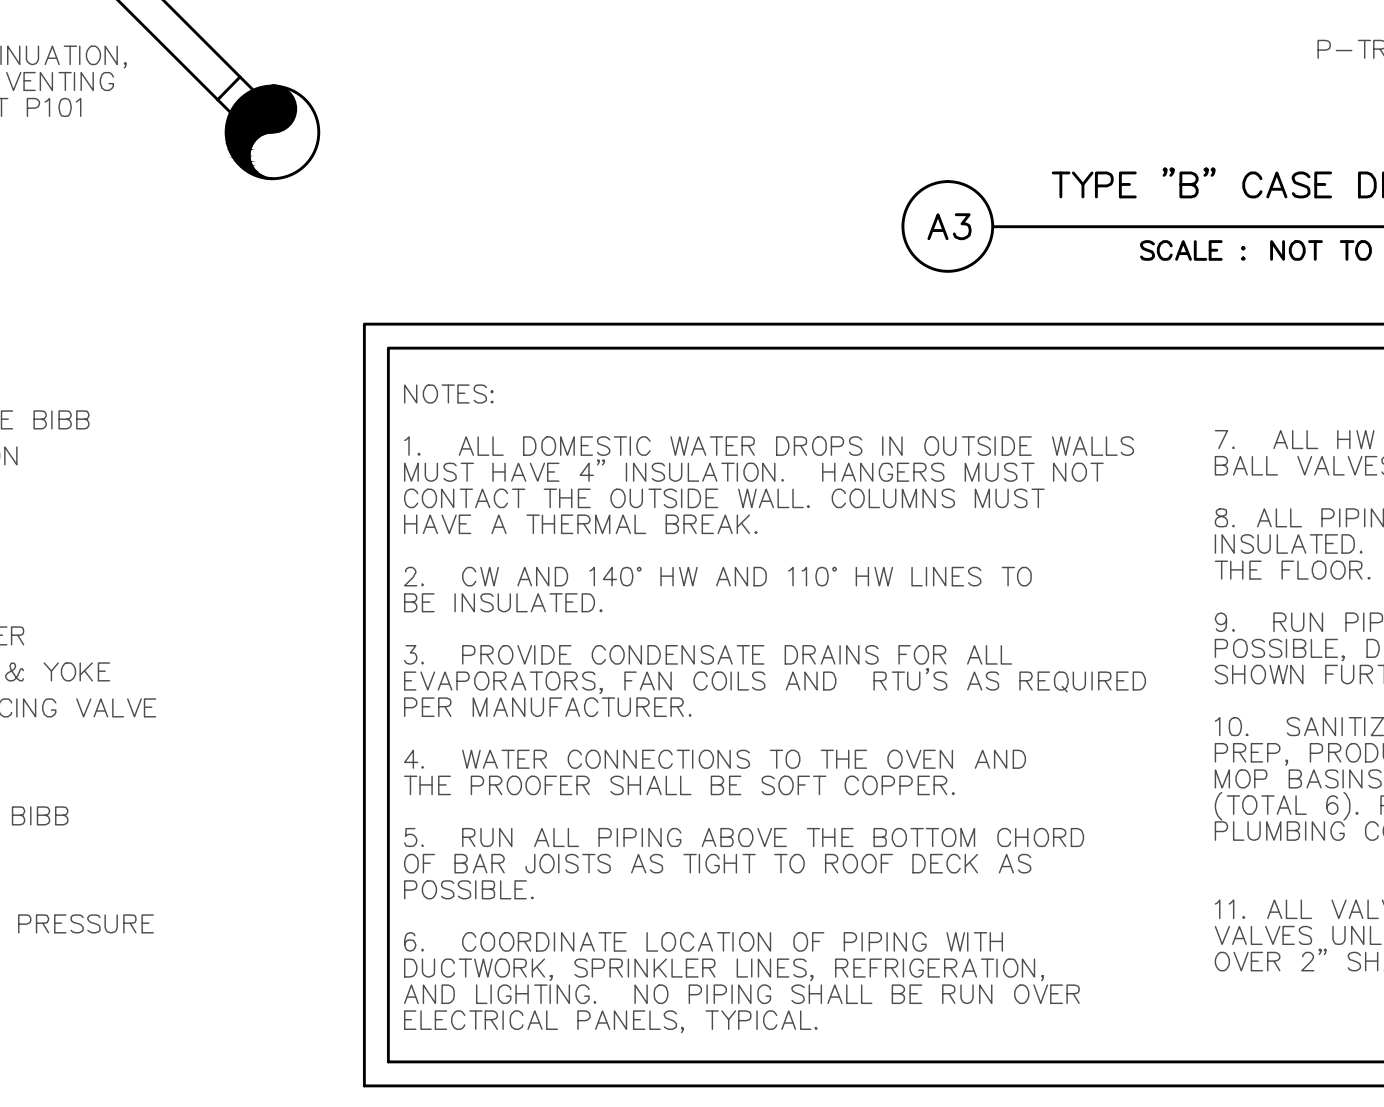 INUATION,
VENTING
T P101
P-TR
TYPE "B" CASE
A3
SCALE : NOT TO
E BIBB
ON
ER
& YOKE
CING VALVE
BIBB
PRESSURE
NOTES:
1. ALL DOMESTIC WATER DROPS IN OUTSIDE WALLS
MUST HAVE 4" INSULATION. HANGERS MUST NOT
CONTACT THE OUTSIDE WALL. COLUMNS MUST
HAVE A THERMAL BREAK.
2. CW AND 140° HW AND 110° HW LINES TO
BE INSULATED.
3. PROVIDE CONDENSATE DRAINS FOR ALL
EVAPORATORS, FAN COILS AND RTU'S AS REQUIRED
PER MANUFACTURER.
4. WATER CONNECTIONS TO THE OVEN AND
THE PROOFER SHALL BE SOFT COPPER.
5. RUN ALL PIPING ABOVE THE BOTTOM CHORD
OF BAR JOISTS AS TIGHT TO ROOF DECK AS
POSSIBLE.
6. COORDINATE LOCATION OF PIPING WITH
DUCTWORK, SPRINKLER LINES, REFRIGERATION,
AND LIGHTING. NO PIPING SHALL BE RUN OVER
ELECTRICAL PANELS, TYPICAL.
7. ALL HW
BALL VALVES
8. ALL PIPIN
INSULATED.
THE FLOOR.
9. RUN PIP
POSSIBLE, D
SHOWN FURT
10. SANITIZ
PREP, PRODU
MOP BASINS
(TOTAL 6).
PLUMBING CO
11. ALL VALV
VALVES UNL
OVER 2" SHA